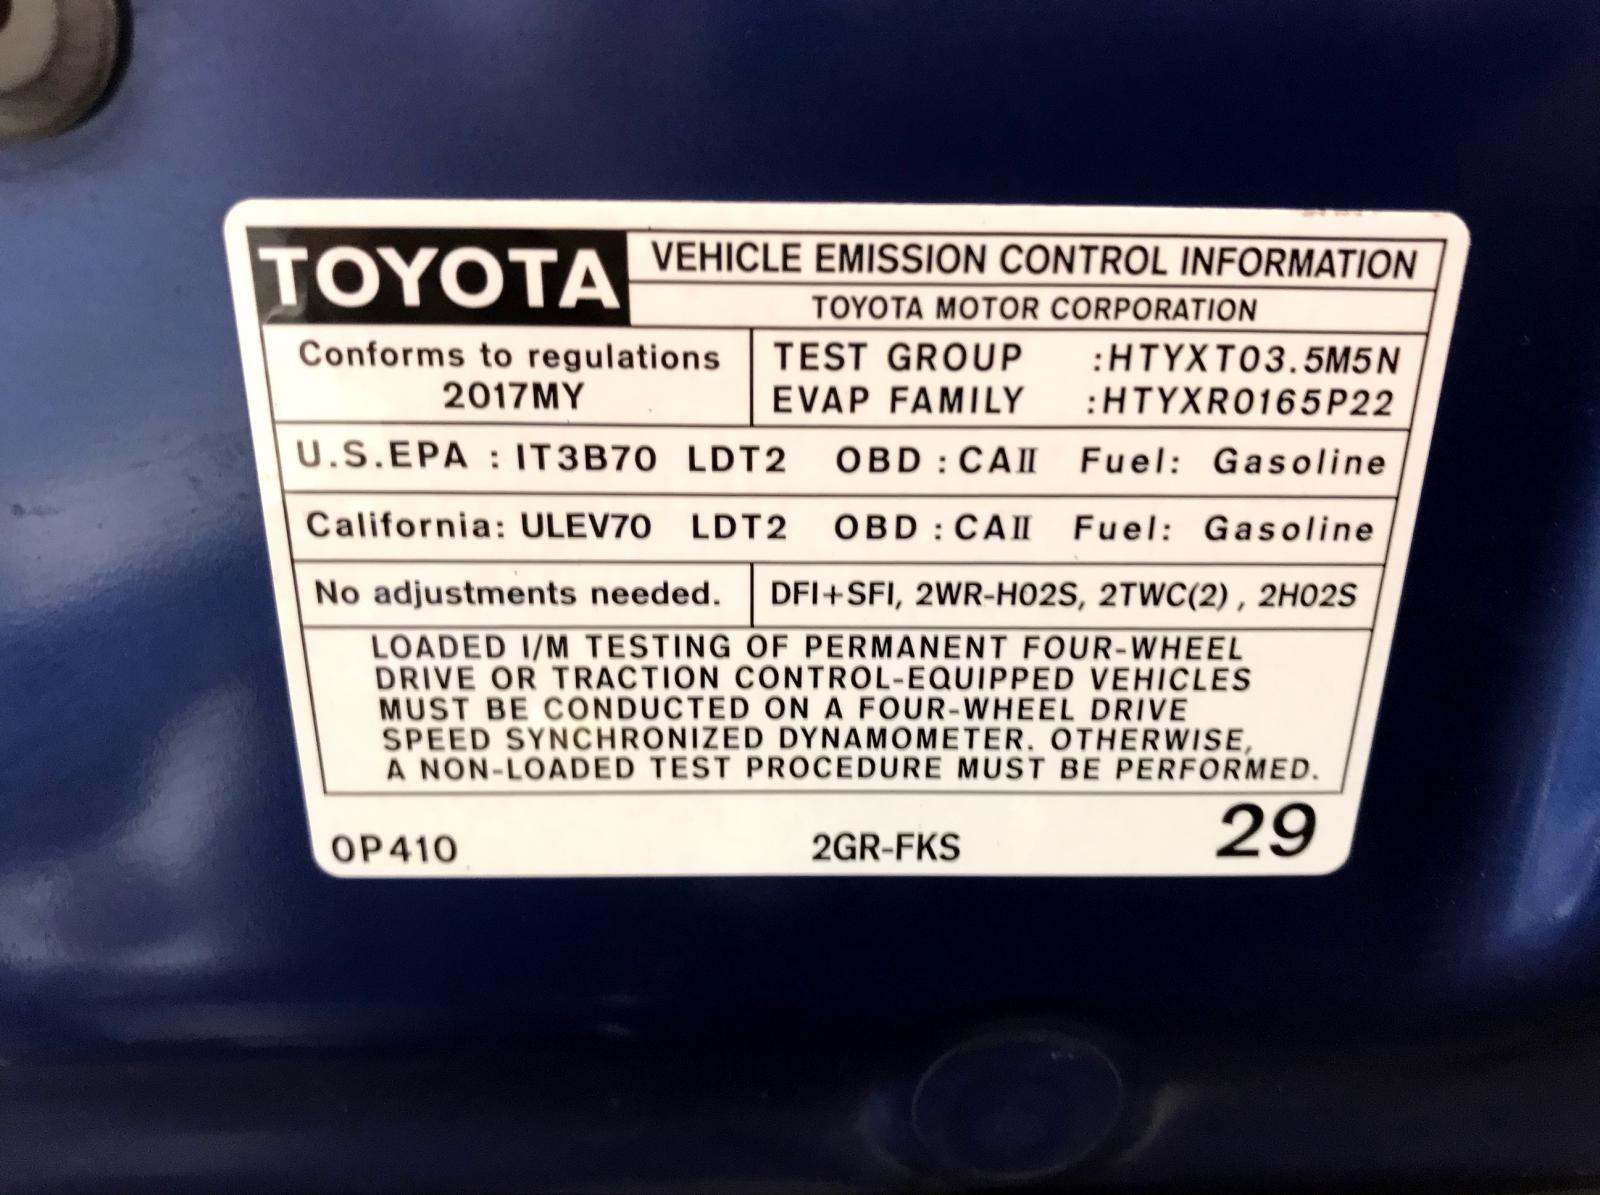 TOYOTA
VEHICLE EMISSION CONTROL INFORMATION
TOYOTA MOTOR CORPORATION
Conforms to regulations
2017MY
TEST GROUP :HTYXT03.5M5N
EVAP FAMILY :HTYXR0165P22
U.S.EPA : IT3B70 LDT2 OBD : CAⅡ Fuel: Gasoline
California: ULEV70 LDT2 OBD : CAⅡ Fuel: Gasoline
No adjustments needed.
DFI+SFI, 2WR-HO2S, 2TWC(2) , 2HO2S
LOADED I/M TESTING OF PERMANENT FOUR-WHEEL
DRIVE OR TRACTION CONTROL-EQUIPPED VEHICLES
MUST BE CONDUCTED ON A FOUR-WHEEL DRIVE
SPEED SYNCHRONIZED DYNAMOMETER. OTHERWISE,
A NON-LOADED TEST PROCEDURE MUST BE PERFORMED.
0P410
2GR-FKS
29